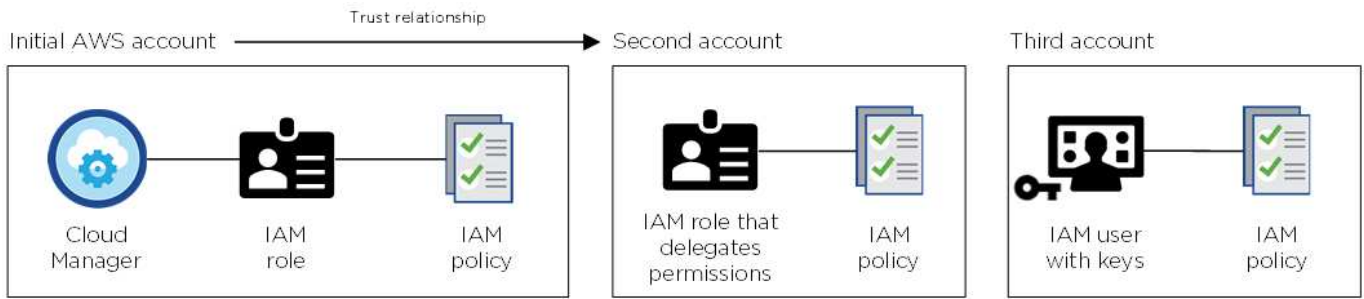 Trust relationship
Initial AWS account
Second account
Third account
Cloud
Manager
IAM
role
IAM
policy
IAM role that
delegates
permissions
IAM
policy
IAM user
with keys
IAM
policy